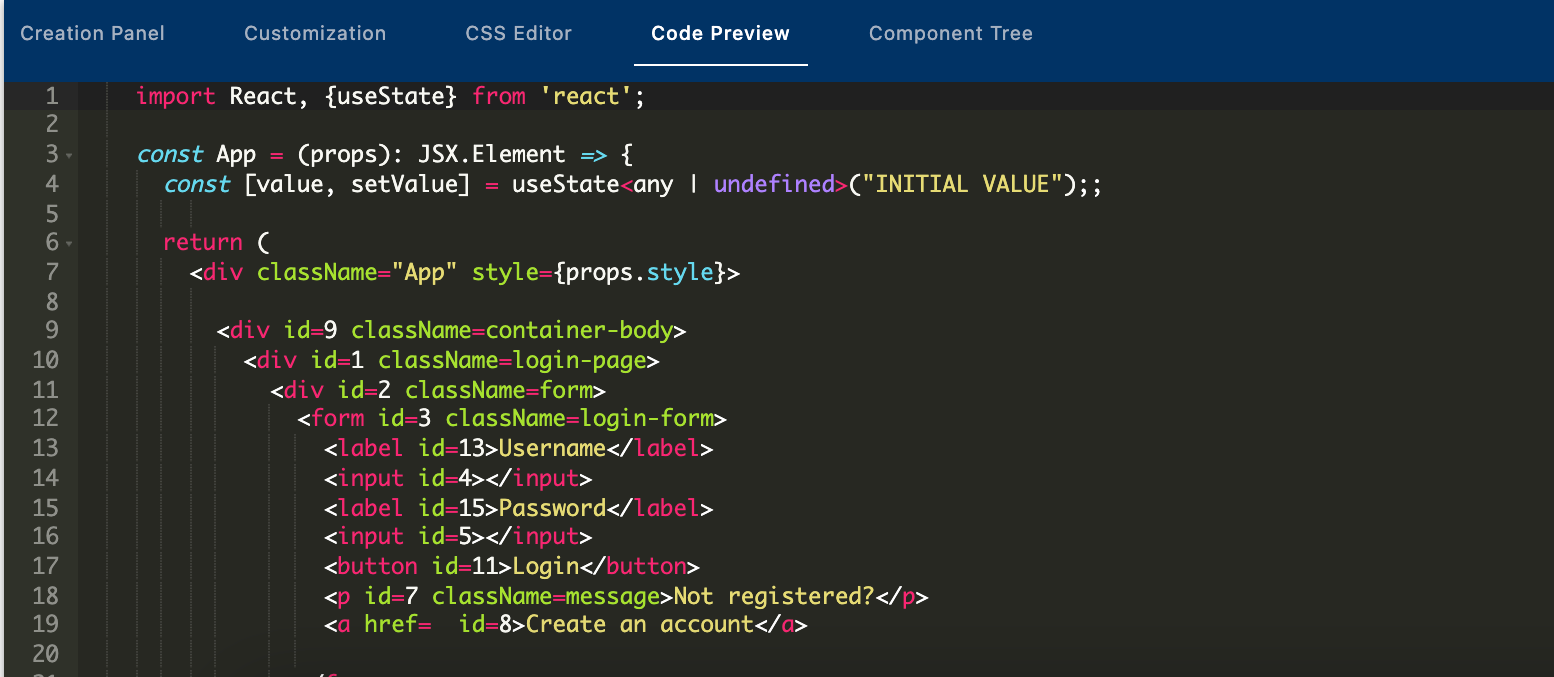 Creation Panel Customization CSS Editor Code Preview Component Tree
1 import React, {useState} from 'react';
2
3 const App = (props): JSX.Element => {
4 const [value, setValue] = useState<any | undefined>("INITIAL VALUE");;
5
6 return (
7 <div className="App" style={props.style}>
8
9 <div id=9 className=container-body>
10 <div id=1 className=login-page>
11 <div id=2 className=form>
12 <form id=3 className=login-form>
13 <label id=13>Username</label>
14 <input id=4></input>
15 <label id=15>Password</label>
16 <input id=5></input>
17 <button id=11>Login</button>
18 <p id=7 className=message>Not registered?</p>
19 <a href=  id=8>Create an account</a>
20